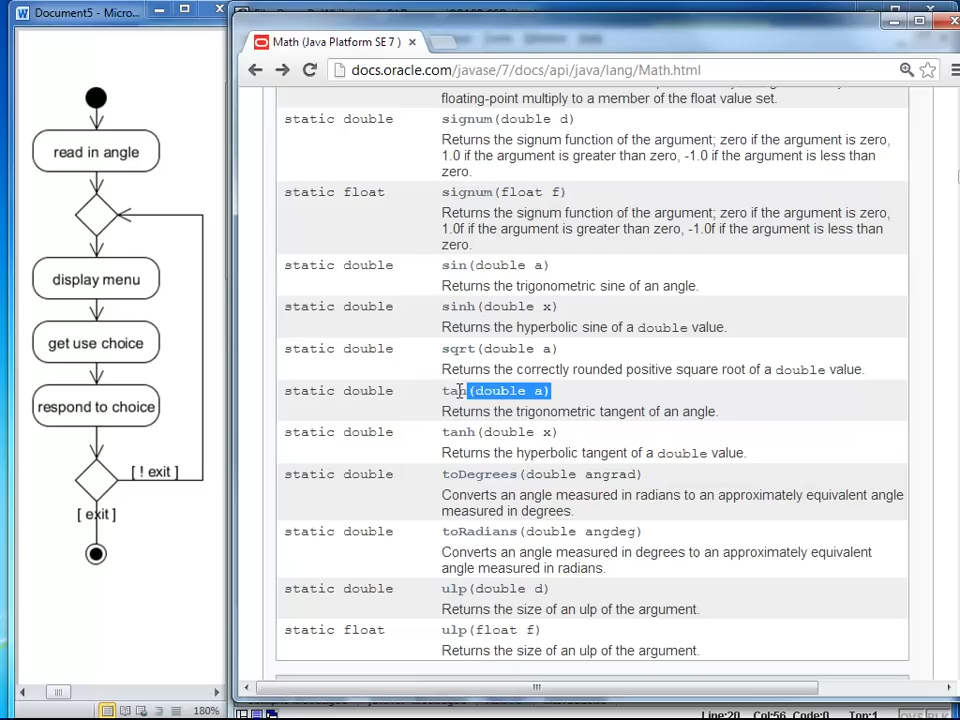 Document5 - Micro...
Math (Java Platform SE 7 )
docs.oracle.com/javase/7/docs/api/java/lang/Math.html
read in angle
display menu
get use choice
respond to choice
[ ! exit ]
[ exit ]
180%
floating-point multiply to a member of the float value set.
static double signum(double d)
Returns the signum function of the argument; zero if the argument is zero,
1.0 if the argument is greater than zero, -1.0 if the argument is less than
zero.
static float signum(float f)
Returns the signum function of the argument; zero if the argument is zero,
1.0f if the argument is greater than zero, -1.0f if the argument is less than
zero.
static double sin(double a)
Returns the trigonometric sine of an angle.
static double sinh(double x)
Returns the hyperbolic sine of a double value.
static double sqrt(double a)
Returns the correctly rounded positive square root of a double value.
static double tan(double a)
Returns the trigonometric tangent of an angle.
static double tanh(double x)
Returns the hyperbolic tangent of a double value.
static double toDegrees(double angrad)
Converts an angle measured in radians to an approximately equivalent angle
measured in degrees.
static double toRadians(double angdeg)
Converts an angle measured in degrees to an approximately equivalent
angle measured in radians.
static double ulp(double d)
Returns the size of an ulp of the argument.
static float ulp(float f)
Returns the size of an ulp of the argument.
Line:20 Col:56 Code:0 Top:1
OVS BLK